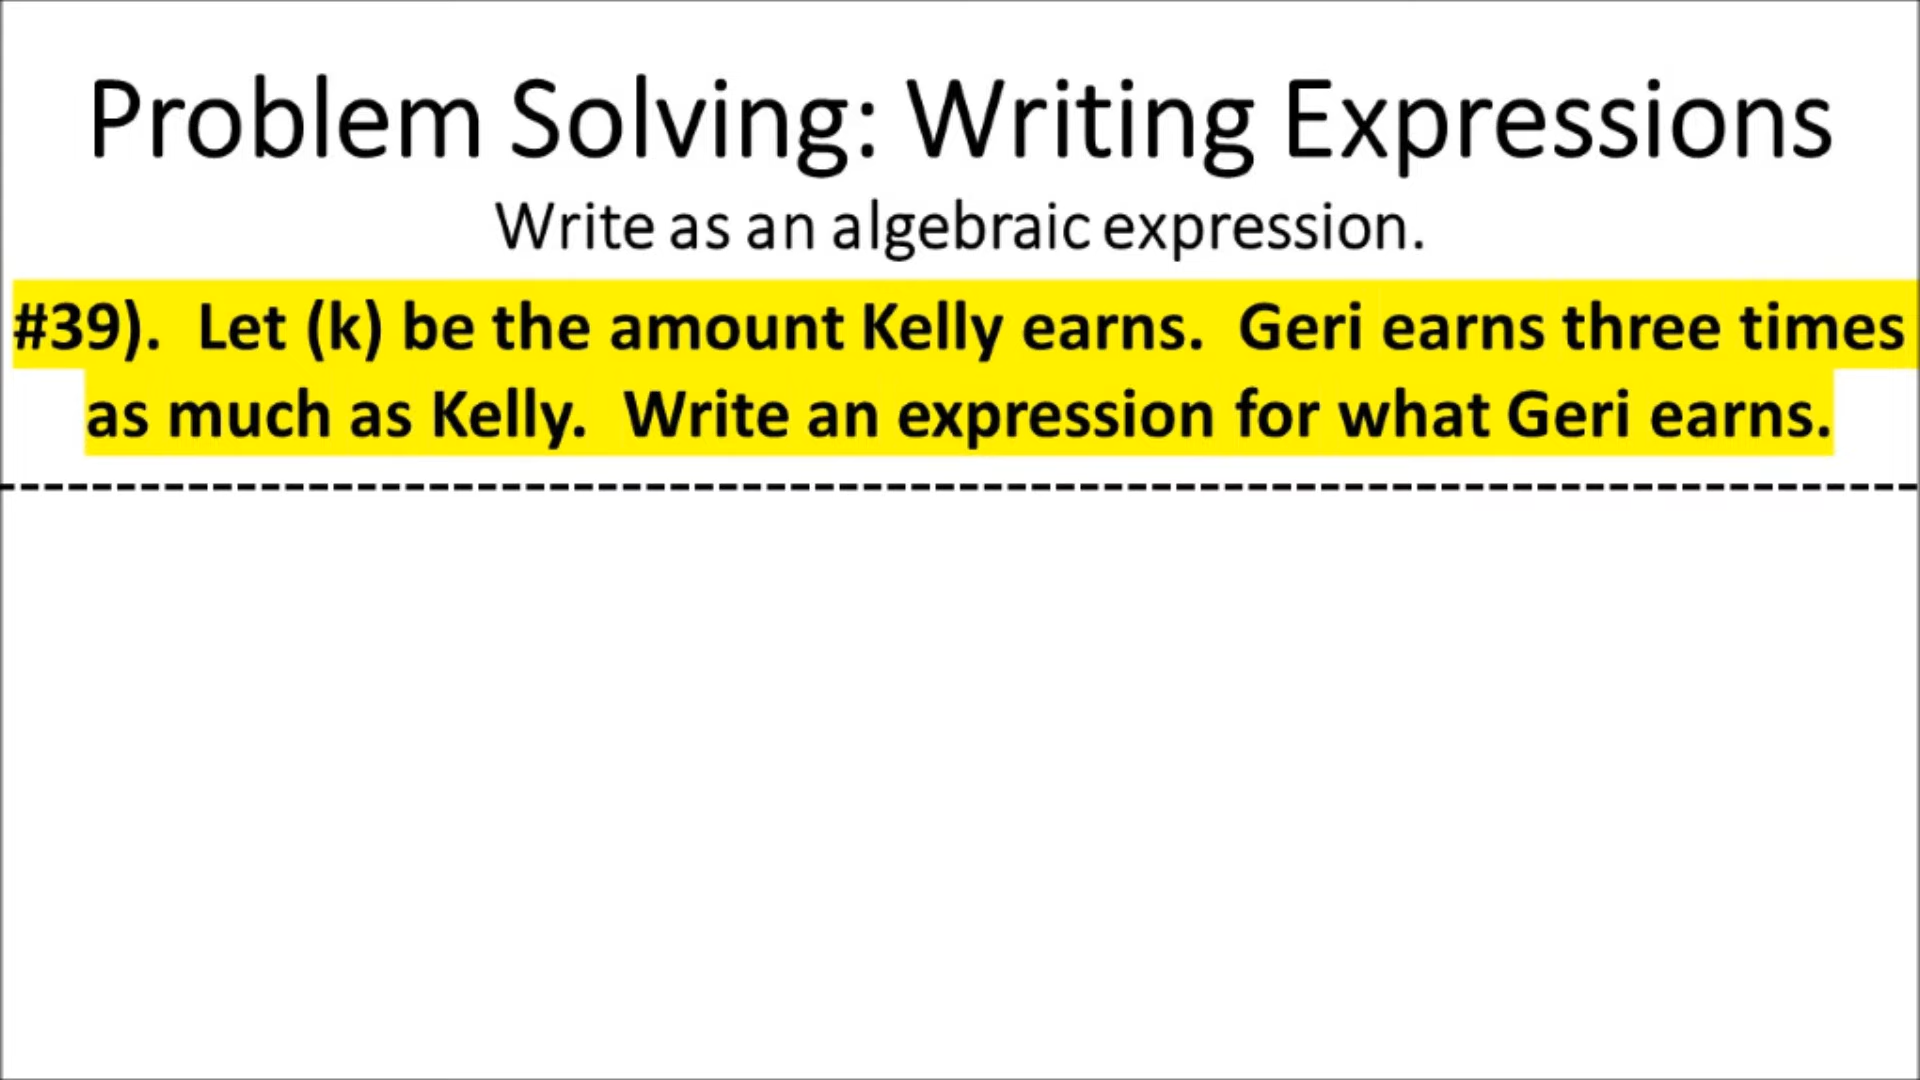 Problem Solving: Writing Expressions
Write as an algebraic expression.
#39).  Let (k) be the amount Kelly earns.  Geri earns three times
as much as Kelly.  Write an expression for what Geri earns.